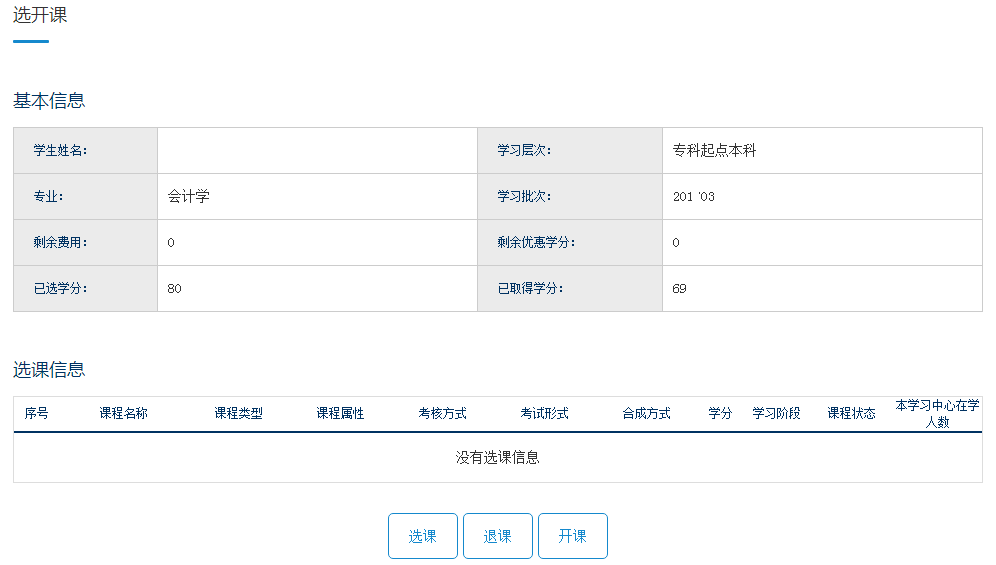 选开课
基本信息
学生姓名： 学习层次： 专科起点本科
专业： 会计学 学习批次： 201 '03
剩余费用： 0 剩余优惠学分： 0
已选学分： 80 已取得学分： 69
选课信息
序号 课程名称 课程类型 课程属性 考核方式 考试形式 合成方式 学分 学习阶段 课程状态 本学习中心在学
人数
没有选课信息
选课 退课 开课